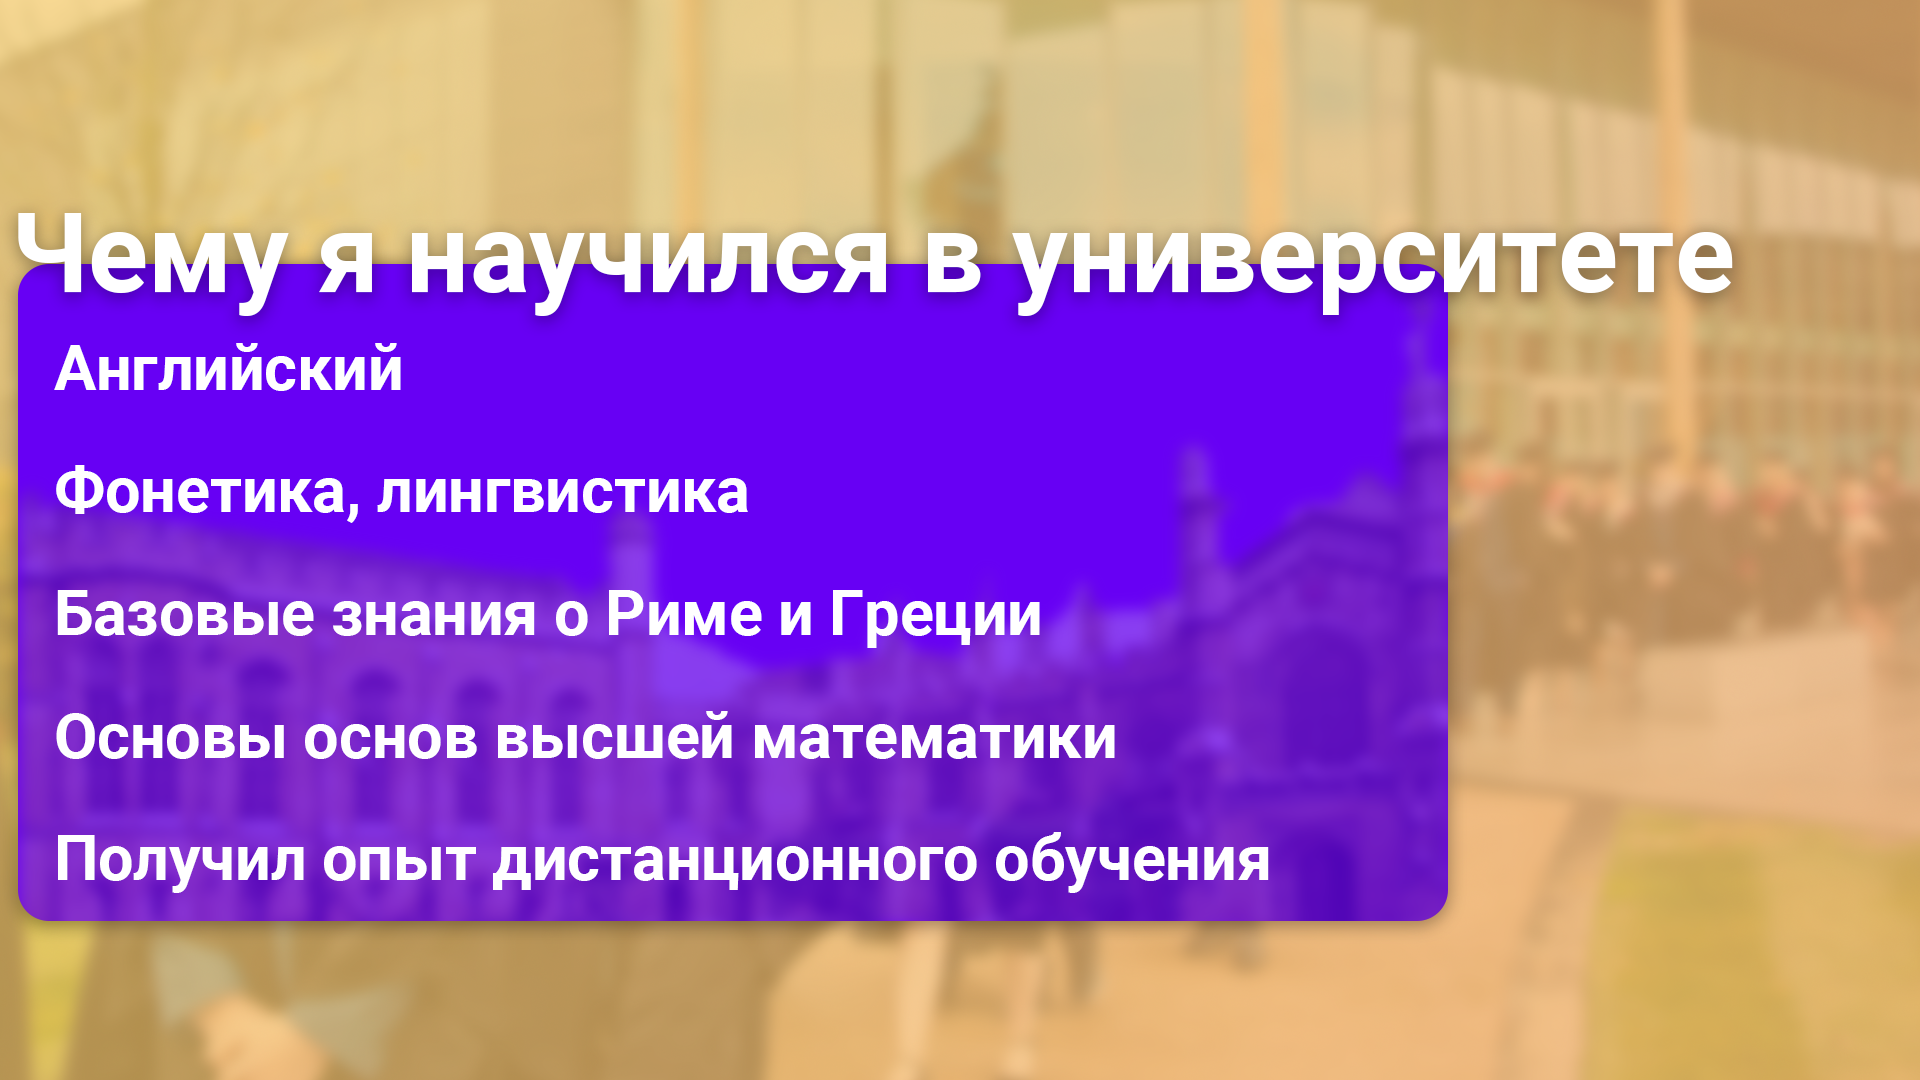 Чему я научился в университете
Английский
Фонетика, лингвистика
Базовые знания о Риме и Греции
Основы основ высшей математики
Получил опыт дистанционного обучения